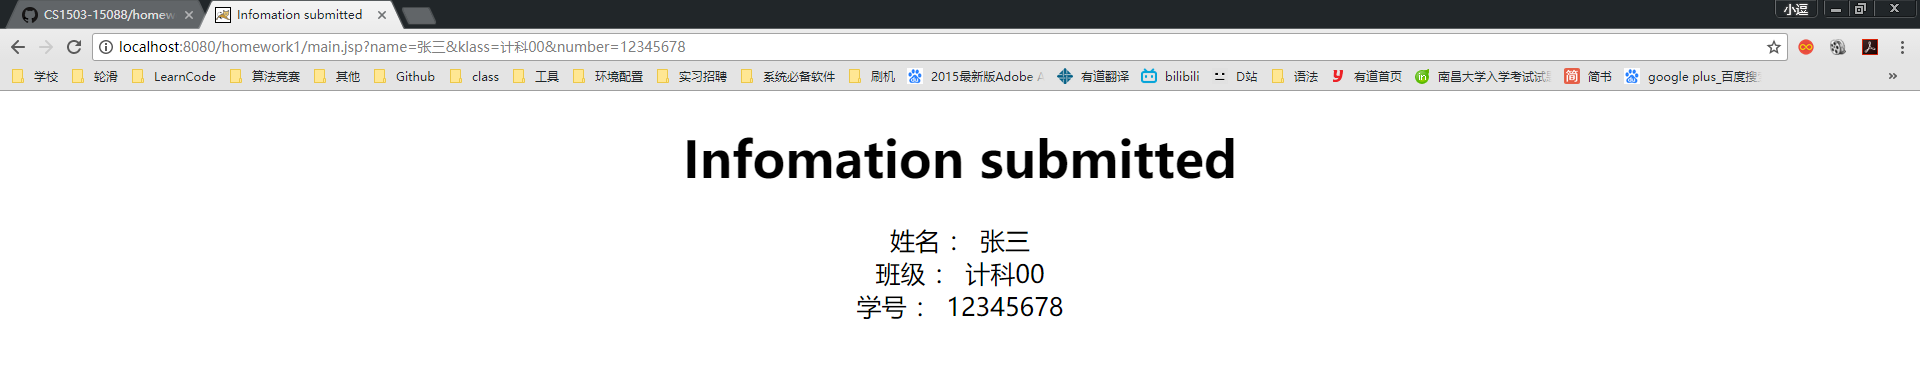 CS1503-15088/homew
Infomation submitted
小逗
localhost:8080/homework1/main.jsp?name=张三&klass=计科00&number=12345678
学校 轮滑 LearnCode 算法竞赛 其他 Github class 工具 环境配置 实习招聘 系统必备软件 刷机 2015最新版Adobe 有道翻译 bilibili D站 语法 有道首页 南昌大学入学考试试 简书 google plus_百度搜 »
Infomation submitted
姓名 : 张三
班级 : 计科00
学号 : 12345678